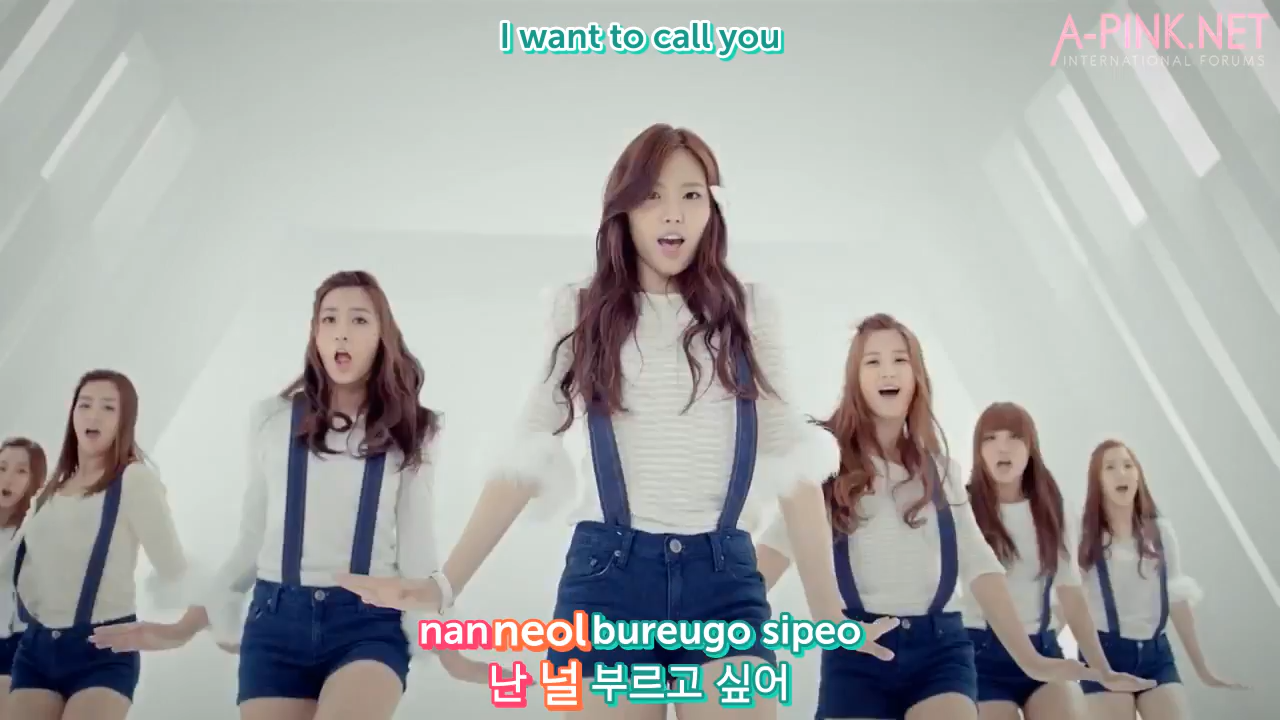 I want to call you
A-PINK.NET
INTERNATIONAL FORUMS
nan neol bureugo sipeo
난 널 부르고 싶어